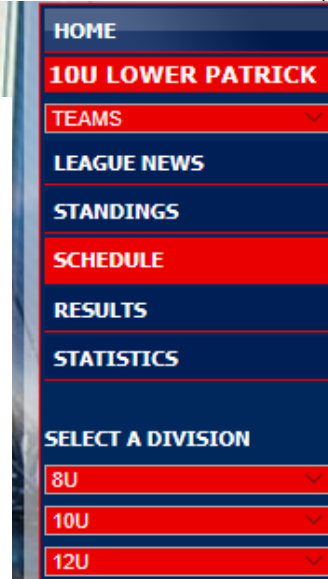 HOME
10U LOWER PATRICK
TEAMS
LEAGUE NEWS
STANDINGS
SCHEDULE
RESULTS
STATISTICS
SELECT A DIVISION
8U
10U
12U